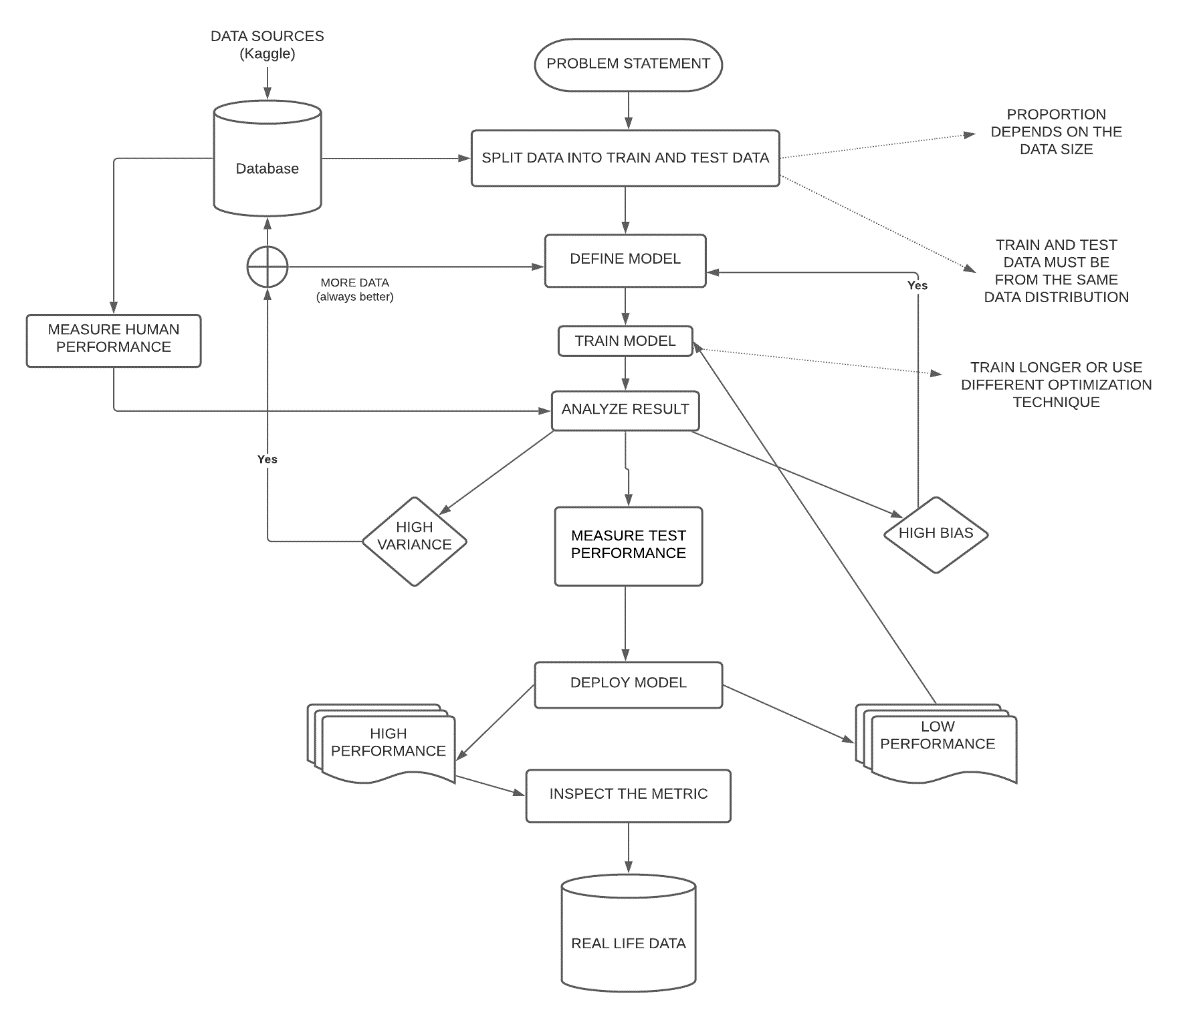 DATA SOURCES
(Kaggle)
PROBLEM STATEMENT
Database
SPLIT DATA INTO TRAIN AND TEST DATA
PROPORTION
DEPENDS ON THE
DATA SIZE
TRAIN AND TEST
DATA MUST BE
FROM THE SAME
DATA DISTRIBUTION
DEFINE MODEL
MORE DATA
(always better)
Yes
MEASURE HUMAN
PERFORMANCE
TRAIN MODEL
TRAIN LONGER OR USE
DIFFERENT OPTIMIZATION
TECHNIQUE
ANALYZE RESULT
Yes
HIGH
VARIANCE
MEASURE TEST
PERFORMANCE
HIGH BIAS
DEPLOY MODEL
HIGH
PERFORMANCE
LOW
PERFORMANCE
INSPECT THE METRIC
REAL LIFE DATA